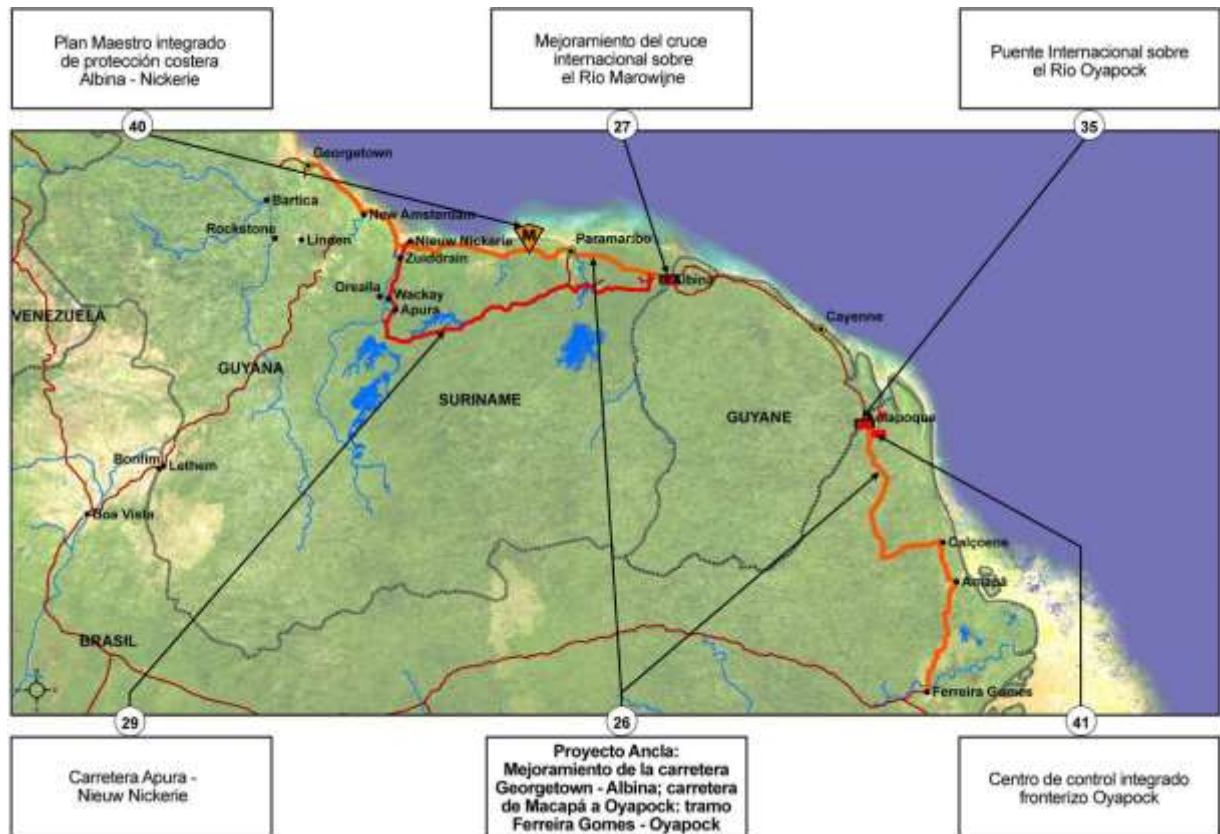 Plan Maestro integrado
de protección costera
Albina - Nickerie
Mejoramiento del cruce
internacional sobre
el Río Marowijne
Puente Internacional sobre
el Río Oyapock
40
27
35
Georgetown
Bartica
New Amsterdam
Rockstone
Linden
Nieuw Nickerie
M
Paramaribo
Zuiddrain
Albina
Orealla
Wackay
Apura
VENEZUELA
Cayenne
GUYANA
SURINAME
GUYANE
Oiapoque
Bonfim
Lethem
Boa Vista
Calçoene
Amapá
BRASIL
Ferreira Gomes
29
26
41
Carretera Apura -
Nieuw Nickerie
Proyecto Ancla:
Mejoramiento de la carretera
Georgetown - Albina; carretera
de Macapá a Oyapock: tramo
Ferreira Gomes - Oyapock
Centro de control integrado
fronterizo Oyapock